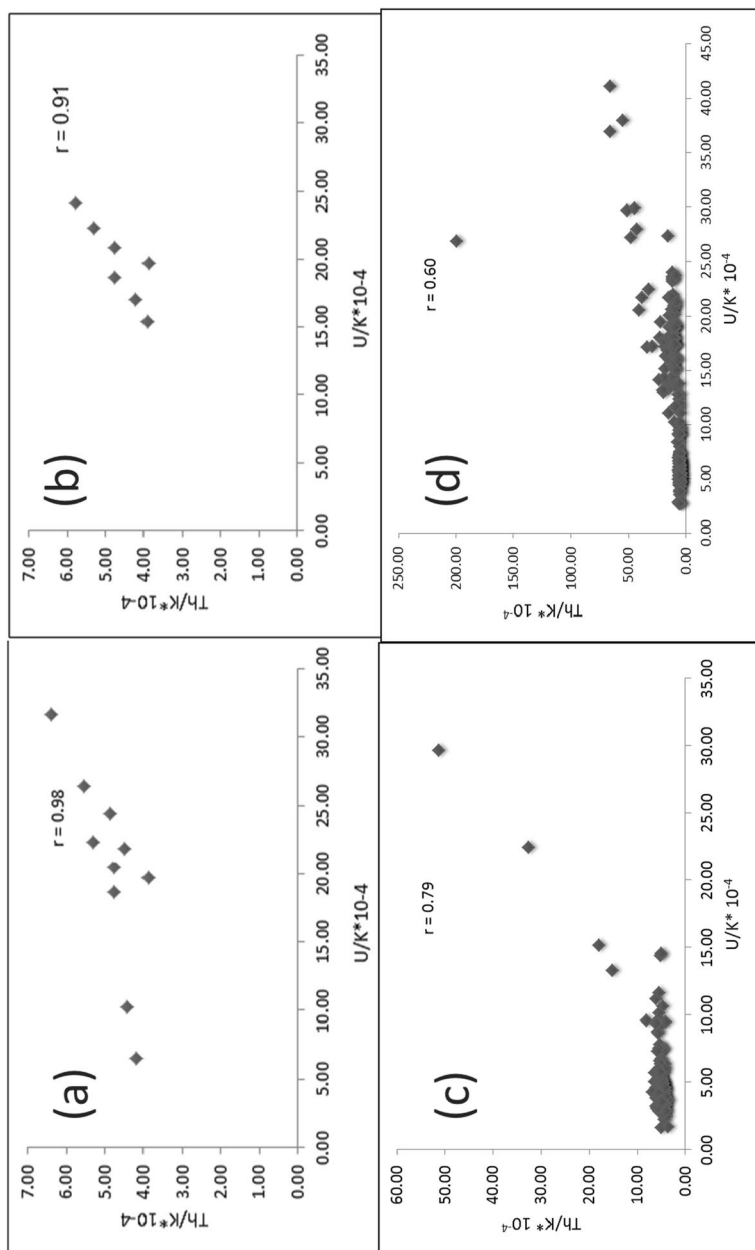 (a)
r = 0.98
Th/K*10-4
7.00
6.00
5.00
4.00
3.00
2.00
1.00
0.00
0.00 5.00 10.00 15.00 20.00 25.00 30.00 35.00
U/K*10-4
(b)
r = 0.91
Th/K*10-4
7.00
6.00
5.00
4.00
3.00
2.00
1.00
0.00
0.00 5.00 10.00 15.00 20.00 25.00 30.00 35.00
U/K*10-4
(c)
r = 0.79
Th/K* 10⁻⁴
60.00
50.00
40.00
30.00
20.00
10.00
0.00
0.00 5.00 10.00 15.00 20.00 25.00 30.00 35.00
U/K* 10⁻⁴
(d)
r = 0.60
Th/K* 10⁻⁴
250.00
200.00
150.00
100.00
50.00
0.00
0.00 5.00 10.00 15.00 20.00 25.00 30.00 35.00 40.00 45.00
U/K* 10⁻⁴